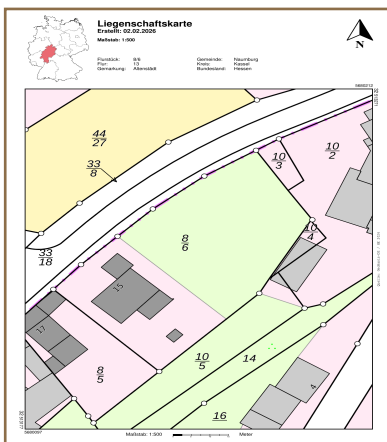 Liegenschaftskarte
Erstellt: 02.02.2026
Maßstab: 1:500
N
Flurstück: 8/6
Flur: 13
Gemarkung: Altenstädt
Gemeinde: Naumburg
Kreis: Kassel
Bundesland: Hessen
44
27
33
8
10
3
10
2
8
6
10
4
33
18
15
17
8
5
10
5
14
4
16
Maßstab: 1:500
Meter